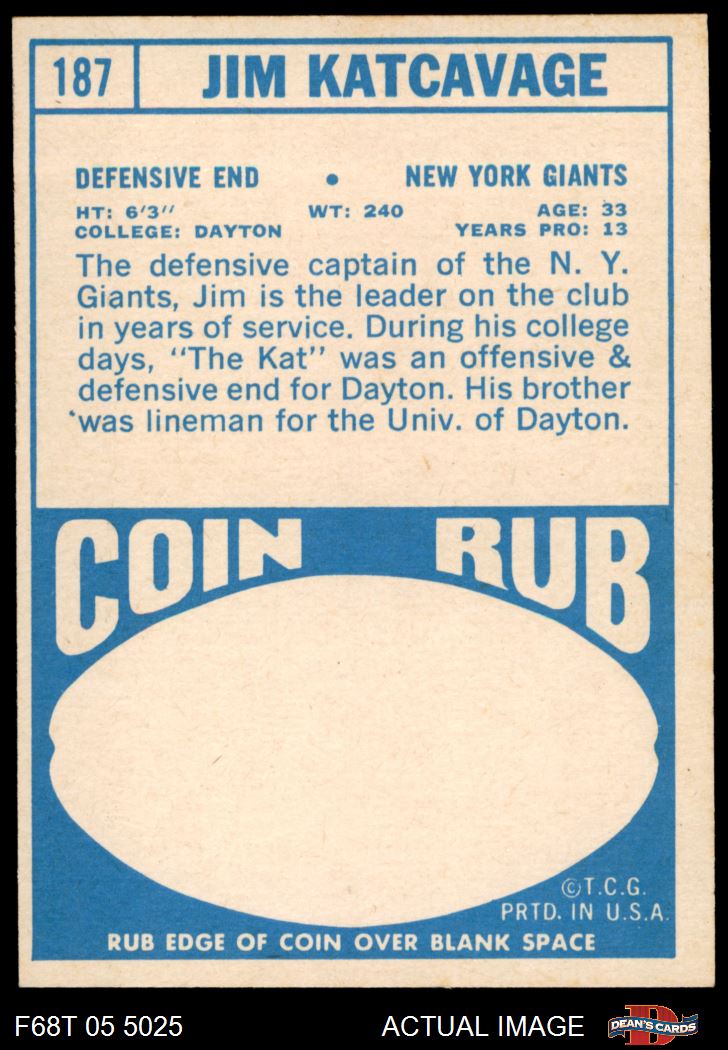 187 JIM KATCAVAGE
DEFENSIVE END • NEW YORK GIANTS
HT: 6'3" WT: 240 AGE: 33
COLLEGE: DAYTON YEARS PRO: 13
The defensive captain of the N. Y.
Giants, Jim is the leader on the club
in years of service. During his college
days, "The Kat" was an offensive &
defensive end for Dayton. His brother
was lineman for the Univ. of Dayton.
COIN RUB
©T.C.G.
PRTD. IN U.S.A.
RUB EDGE OF COIN OVER BLANK SPACE
F68T 05 5025 ACTUAL IMAGE D DEAN'S CARDS